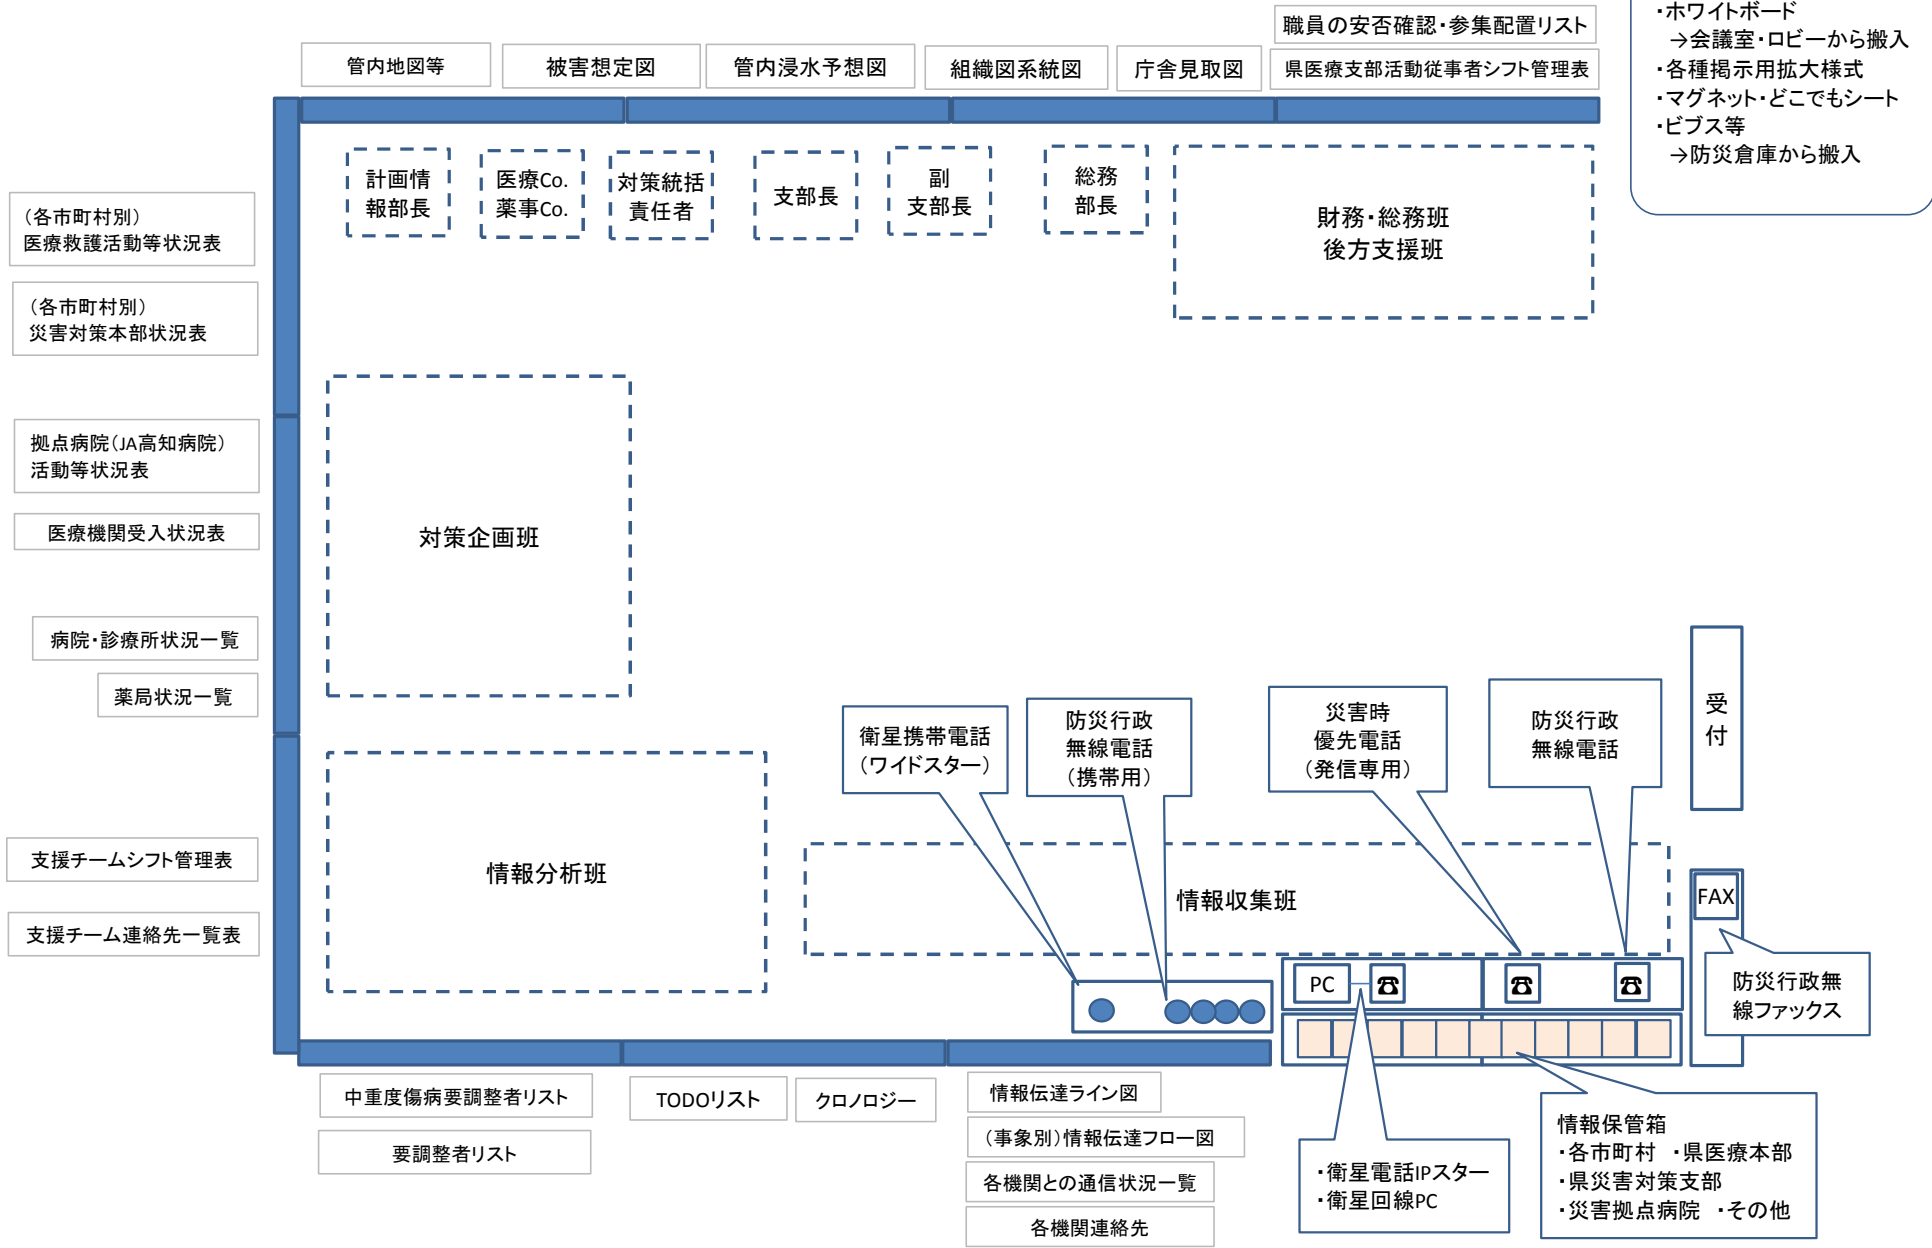 職員の安否確認・参集配置リスト
・ホワイトボード
→会議室・ロビーから搬入
・各種掲示用拡大様式
・マグネット・どこでもシート
・ビブス等
→防災倉庫から搬入
管内地図等
被害想定図
管内浸水予想図
組織図系統図
庁舎見取図
県医療支部活動従事者シフト管理表
計画情
報部長
医療Co.
薬事Co.
対策統括
責任者
支部長
副
支部長
総務
部長
財務・総務班
後方支援班
（各市町村別）
医療救護活動等状況表
（各市町村別）
災害対策本部状況表
拠点病院（JA高知病院）
活動等状況表
医療機関受入状況表
病院・診療所状況一覧
薬局状況一覧
支援チームシフト管理表
支援チーム連絡先一覧表
対策企画班
情報分析班
衛星携帯電話
（ワイドスター）
防災行政
無線電話
（携帯用）
災害時
優先電話
（発信専用）
防災行政
無線電話
受
付
情報収集班
FAX
防災行政無
線ファックス
PC
中重度傷病要調整者リスト
要調整者リスト
TODOリスト
クロノロジー
情報伝達ライン図
（事象別）情報伝達フロー図
各機関との通信状況一覧
各機関連絡先
・衛星電話IPスター
・衛星回線PC
情報保管箱
・各市町村　・県医療本部
・県災害対策支部
・災害拠点病院　・その他